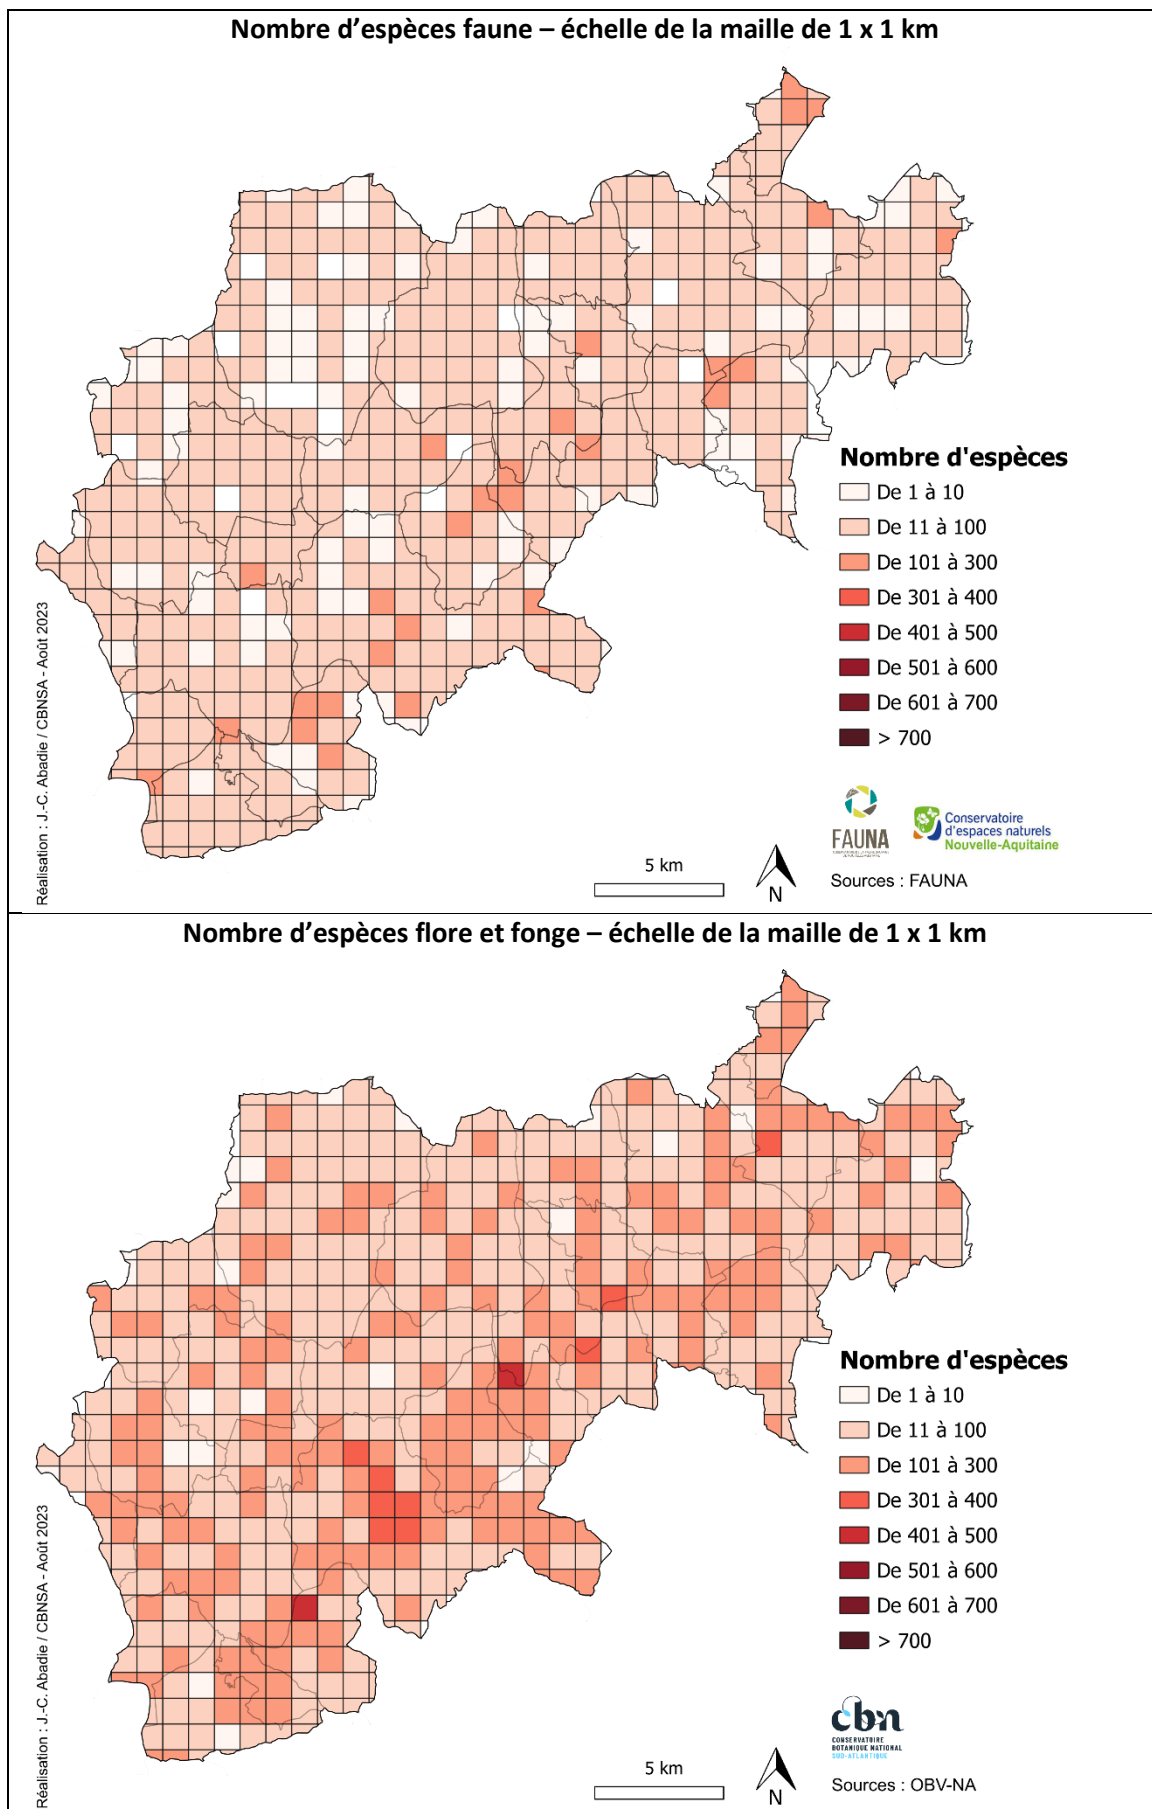 Nombre d’espèces faune – échelle de la maille de 1 x 1 km
Nombre d'espèces
De 1 à 10
De 11 à 100
De 101 à 300
De 301 à 400
De 401 à 500
De 501 à 600
De 601 à 700
> 700
Réalisation : J.-C. Abadie / CBNSA - Août 2023
FAUNA
Conservatoire
d'espaces naturels
Nouvelle-Aquitaine
5 km
N
Sources : FAUNA
Nombre d’espèces flore et fonge – échelle de la maille de 1 x 1 km
Nombre d'espèces
De 1 à 10
De 11 à 100
De 101 à 300
De 301 à 400
De 401 à 500
De 501 à 600
De 601 à 700
> 700
Réalisation : J.-C. Abadie / CBNSA - Août 2023
cbn
CONSERVATOIRE
BOTANIQUE NATIONAL
SUD-ATLANTIQUE
5 km
N
Sources : OBV-NA